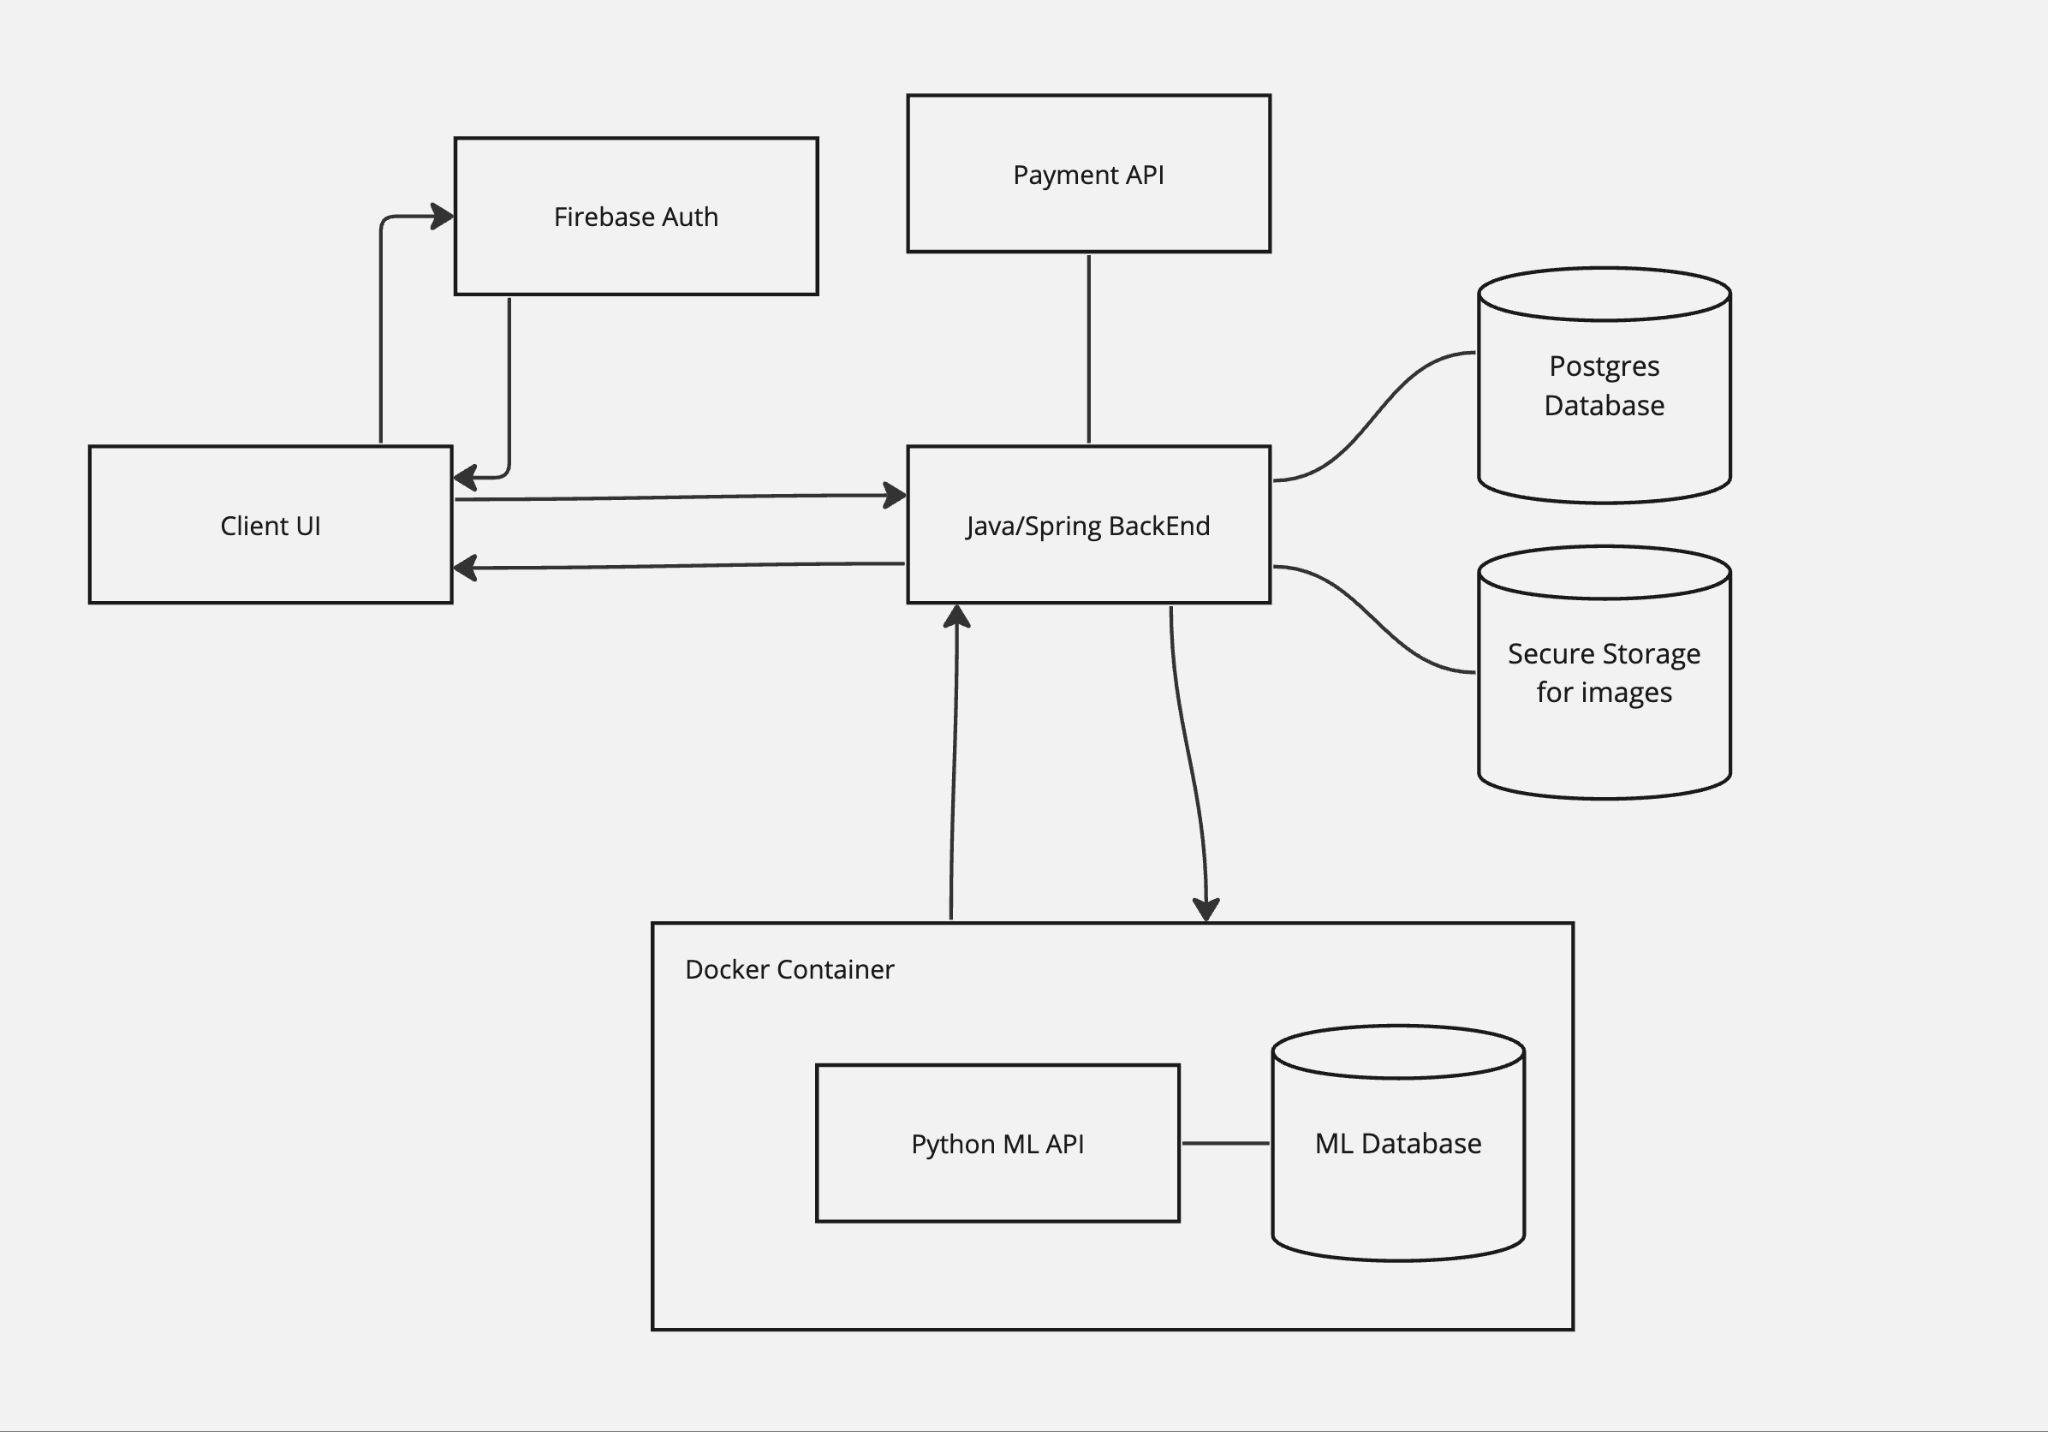 Payment API
Firebase Auth
Postgres
Database
Client UI
Java/Spring BackEnd
Secure Storage
for images
Docker Container
Python ML API
ML Database